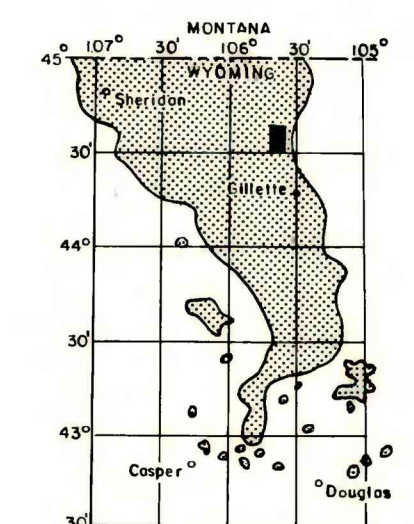 MONTANA
107° 30' 106° 30' 105°
45°
WYOMING
Sheridan
30'
Gillette
44°
30'
43°
Casper
Douglas
30'